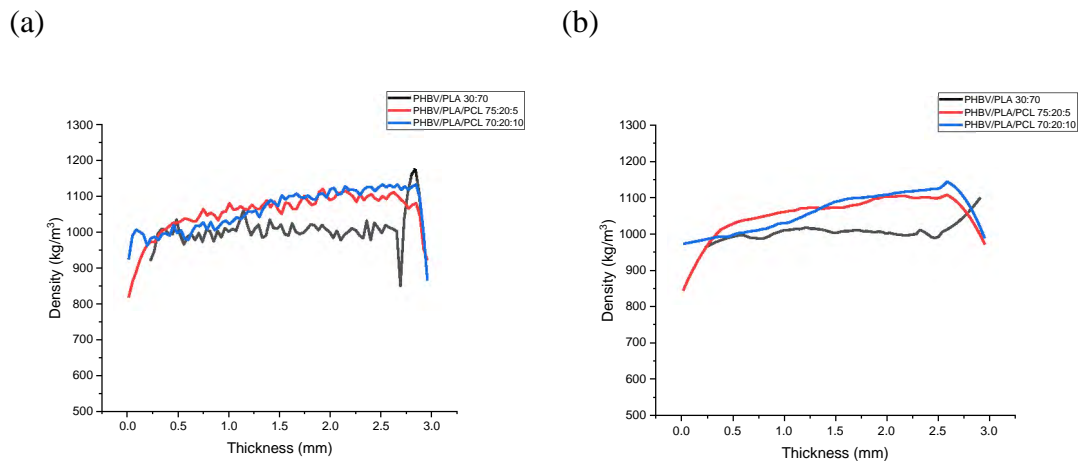 (a)
(b)
PHBV/PLA 30:70
PHBV/PLA/PCL 75:20:5
PHBV/PLA/PCL 70:20:10
1300
1200
1100
1000
900
800
700
600
500
Density (kg/m³)
0.0 0.5 1.0 1.5 2.0 2.5 3.0
Thickness (mm)
PHBV/PLA 30:70
PHBV/PLA/PCL 75:20:5
PHBV/PLA/PCL 70:20:10
1300
1200
1100
1000
900
800
700
600
500
Density (kg/m³)
0.0 0.5 1.0 1.5 2.0 2.5 3.0
Thickness (mm)